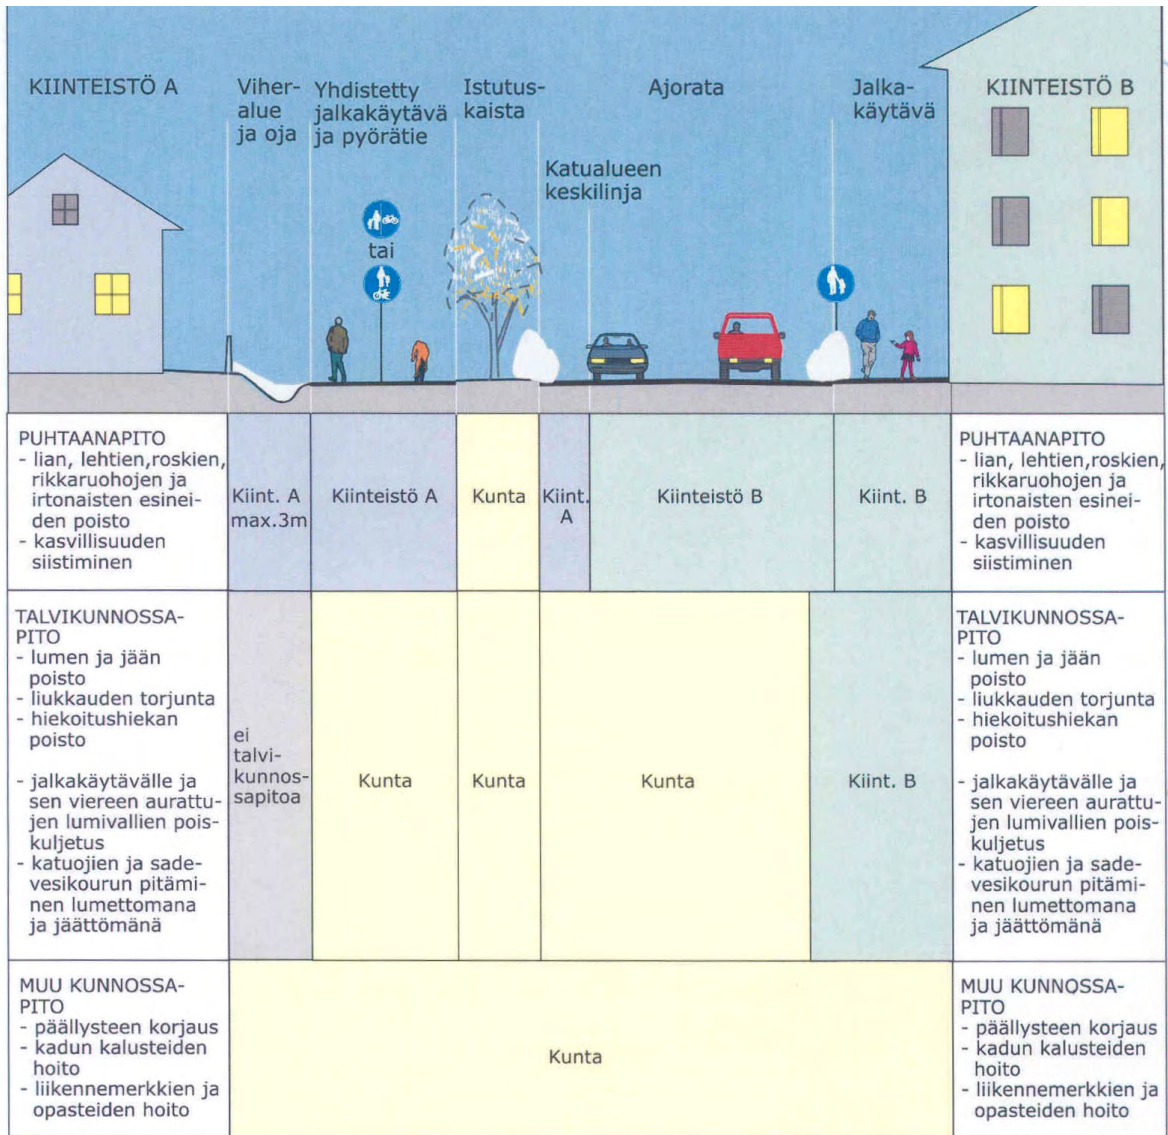 KIINTEISTÖ A
Viher-
alue
ja oja
Yhdistetty
jalkakäytävä
ja pyörätie
Istutus-
kaista
Ajorata
Jalka-
käytävä
KIINTEISTÖ B
Katualueen
keskilinja
tai
PUHTAANAPITO
- lian, lehtien,roskien,
rikkaruohojen ja
irtonaisten esinei-
den poisto
- kasvillisuuden
siistiminen
Kiint. A
max.3m
Kiinteistö A
Kunta
Kiint.
A
Kiinteistö B
Kiint. B
PUHTAANAPITO
- lian, lehtien,roskien,
rikkaruohojen ja
irtonaisten esinei-
den poisto
- kasvillisuuden
siistiminen
TALVIKUNNOSSA-
PITO
- lumen ja jään
poisto
- liukkauden torjunta
- hiekoitushiekan
poisto
- jalkakäytävälle ja
sen viereen aurattu-
jen lumivallien pois-
kuljetus
- katuojien ja sade-
vesikourun pitämi-
nen lumettomana
ja jäättömänä
ei
talvi-
kunnos-
sapitoa
Kunta
Kunta
Kunta
Kiint. B
TALVIKUNNOSSA-
PITO
- lumen ja jään
poisto
- liukkauden torjunta
- hiekoitushiekan
poisto
- jalkakäytävälle ja
sen viereen aurattu-
jen lumivallien pois-
kuljetus
- katuojien ja sade-
vesikourun pitämi-
nen lumettomana
ja jäättömänä
MUU KUNNOSSA-
PITO
- päällysteen korjaus
- kadun kalusteiden
hoito
- liikennemerkkien ja
opasteiden hoito
Kunta
MUU KUNNOSSA-
PITO
- päällysteen korjaus
- kadun kalusteiden
hoito
- liikennemerkkien ja
opasteiden hoito